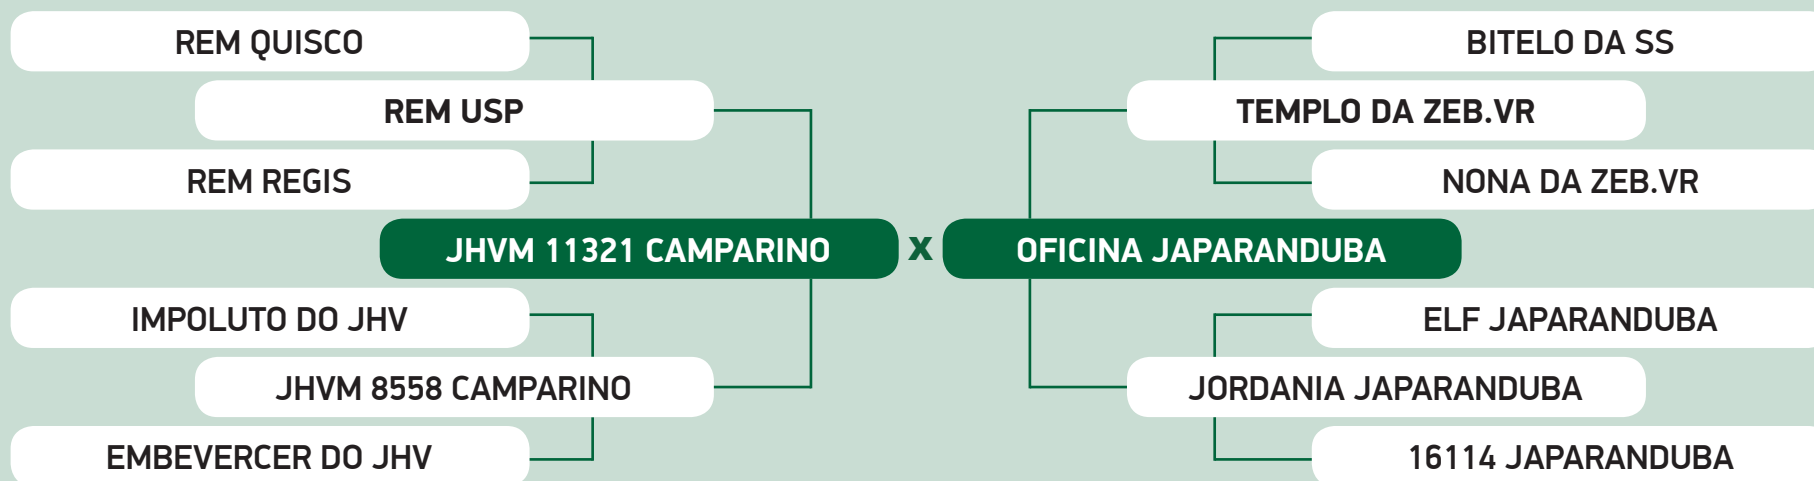 REM QUISCO
BITELO DA SS
REM USP
TEMPLO DA ZEB.VR
REM REGIS
NONA DA ZEB.VR
JHVM 11321 CAMPARINO X OFICINA JAPARANDUBA
IMPOLUTO DO JHV
ELF JAPARANDUBA
JHVM 8558 CAMPARINO
JORDANIA JAPARANDUBA
EMBEVERCER DO JHV
16114 JAPARANDUBA